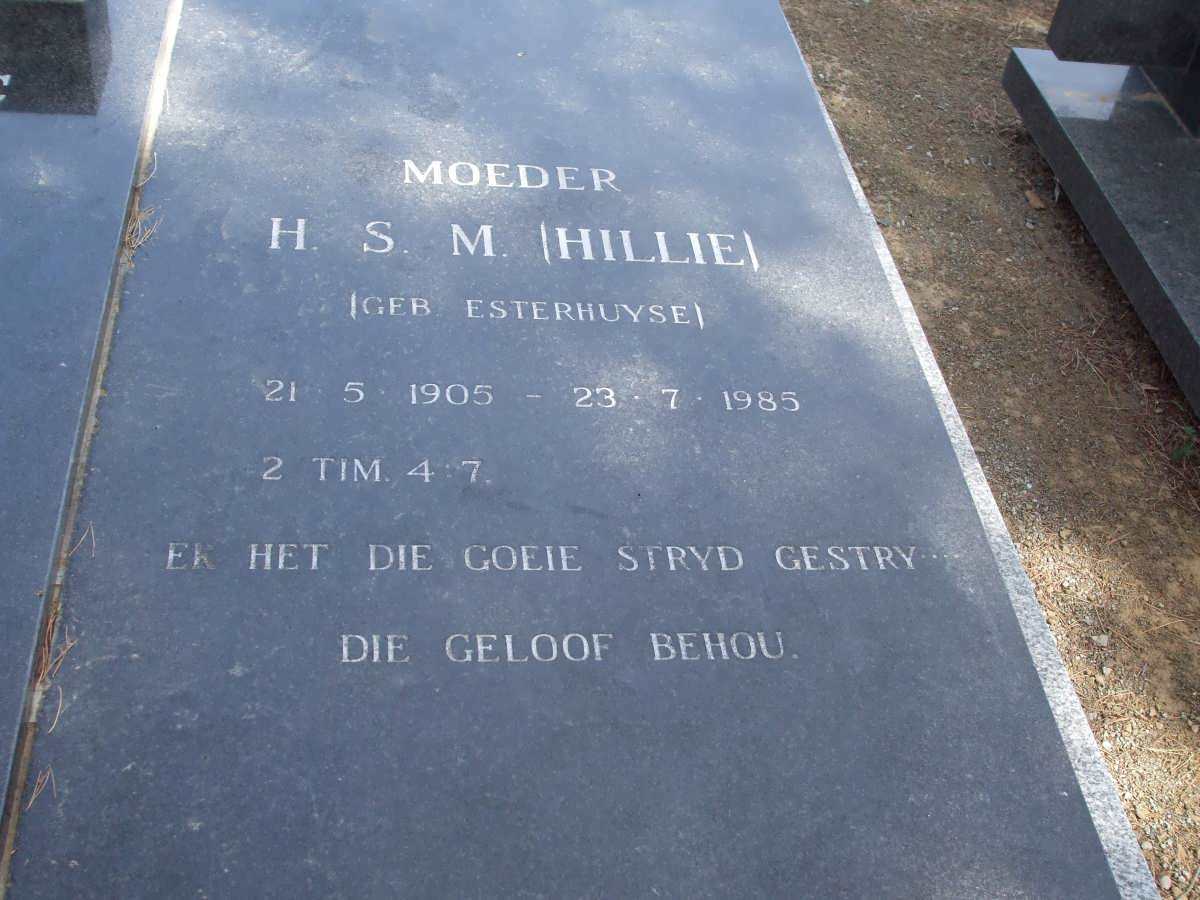 MOEDER
H. S. M. (HILLIE)
(GEB ESTERHUYSE)
21 5 · 1905 - 23 · 7 · 1985
2 TIM. 4·7.
EK HET DIE GOEIE STRYD GESTRY....
DIE GELOOF BEHOU.